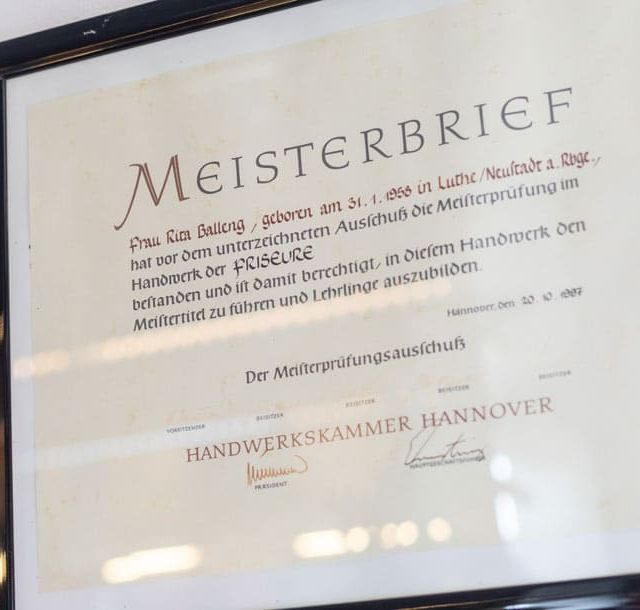 MEISTERBRIEF
Frau Rita Balleng, geboren am 31.1.1958 in Luthe/Neustadt a. Rbge.,
hat vor dem unterzeichneten Ausschuß die Meisterprüfung im
Handwerk der FRISEURE
bestanden und ist damit berechtigt, in diesem Handwerk den
Meistertitel zu führen und Lehrlinge auszubilden.
Hannover, den 20. 10. 1987
Der Meisterprüfungsausschuß
VORSITZENDER BEISITZER BEISITZER BEISITZER BEISITZER
HANDWERKSKAMMER HANNOVER
PRÄSIDENT HAUPTGESCHÄFTSFÜHRER